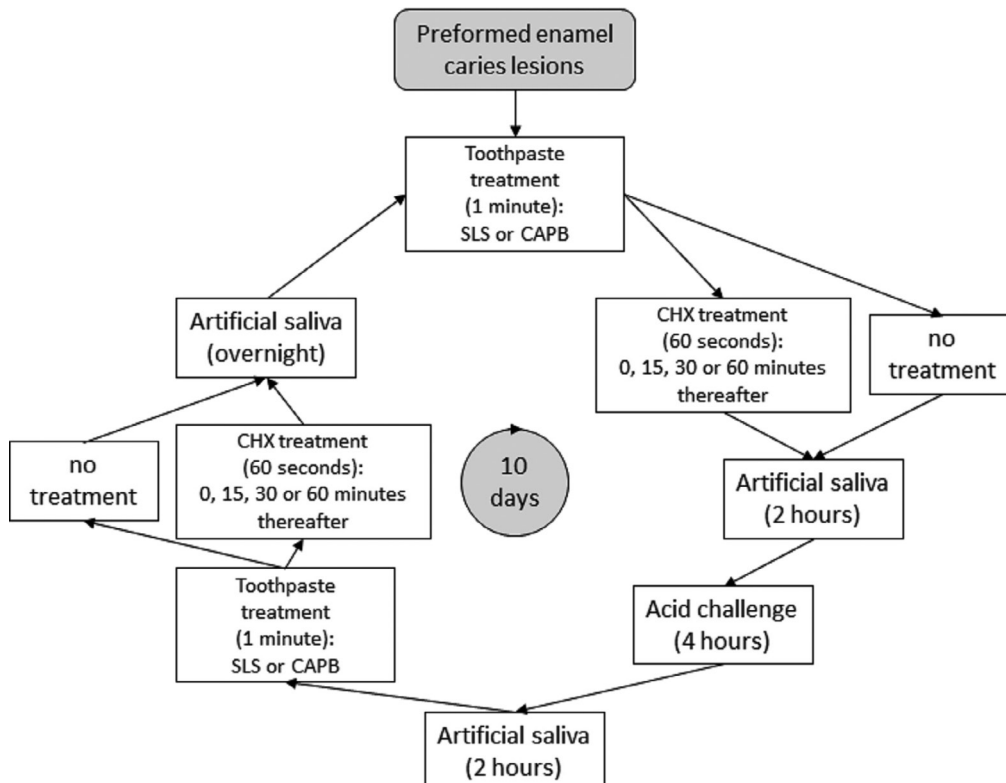 Preformed enamel
caries lesions
Toothpaste
treatment
(1 minute):
SLS or CAPB
CHX treatment
(60 seconds):
0, 15, 30 or 60 minutes
thereafter
no
treatment
Artificial saliva
(2 hours)
Acid challenge
(4 hours)
Artificial saliva
(2 hours)
Toothpaste
treatment
(1 minute):
SLS or CAPB
CHX treatment
(60 seconds):
0, 15, 30 or 60 minutes
thereafter
no
treatment
Artificial saliva
(overnight)
10
days